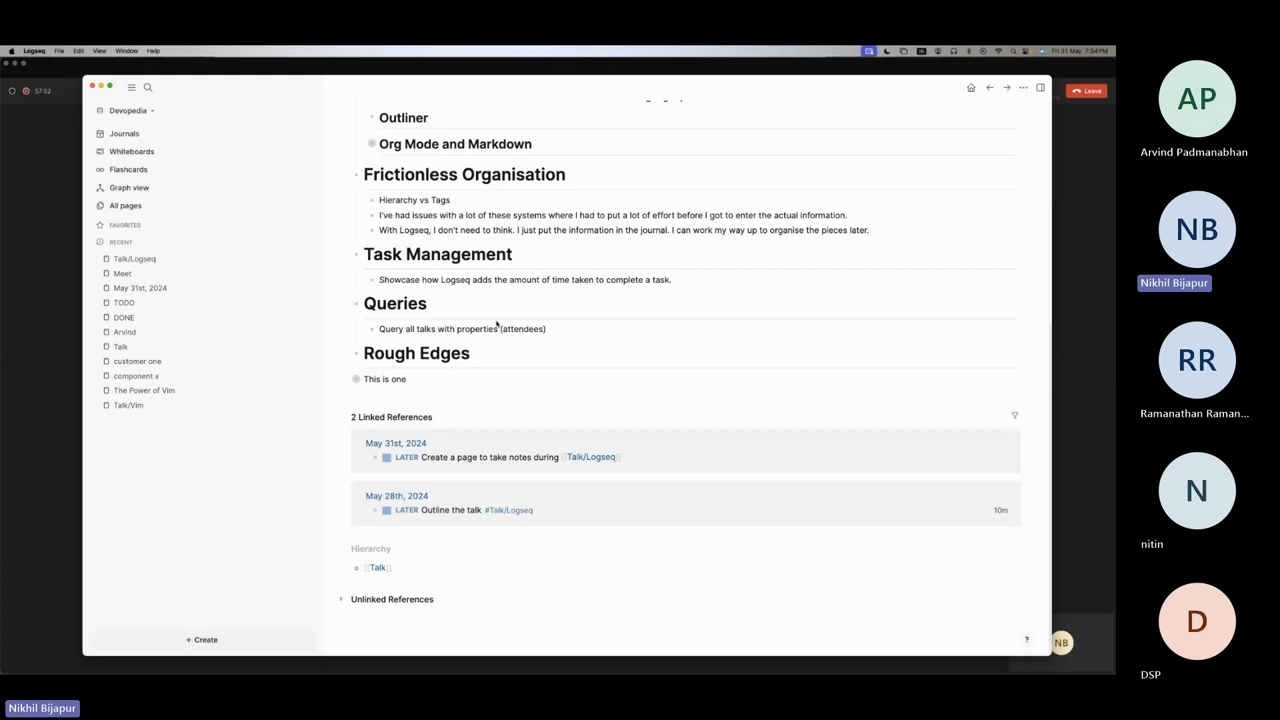 Logseq File Edit View Window Help
Fri 31 May 7:54 PM
57:52
Leave
Devopedia
Journals
Whiteboards
Flashcards
Graph view
All pages
FAVORITES
RECENT
Talk/Logseq
Meet
May 31st, 2024
TODO
DONE
Arvind
Talk
customer one
component x
The Power of Vim
Talk/Vim
+ Create
Outliner
Org Mode and Markdown
Frictionless Organisation
Hierarchy vs Tags
I've had issues with a lot of these systems where I had to put a lot of effort before I got to enter the actual information.
With Logseq, I don't need to think. I just put the information in the journal. I can work my way up to organise the pieces later.
Task Management
Showcase how Logseq adds the amount of time taken to complete a task.
Queries
Query all talks with properties (attendees)
Rough Edges
This is one
2 Linked References
May 31st, 2024
LATER Create a page to take notes during [[Talk/Logseq]]
May 28th, 2024
LATER Outline the talk #Talk/Logseq 10m
Hierarchy
[[Talk]]
Unlinked References
?
NB
AP
Arvind Padmanabhan
NB
Nikhil Bijapur
RR
Ramanathan Raman...
N
nitin
D
DSP
Nikhil Bijapur